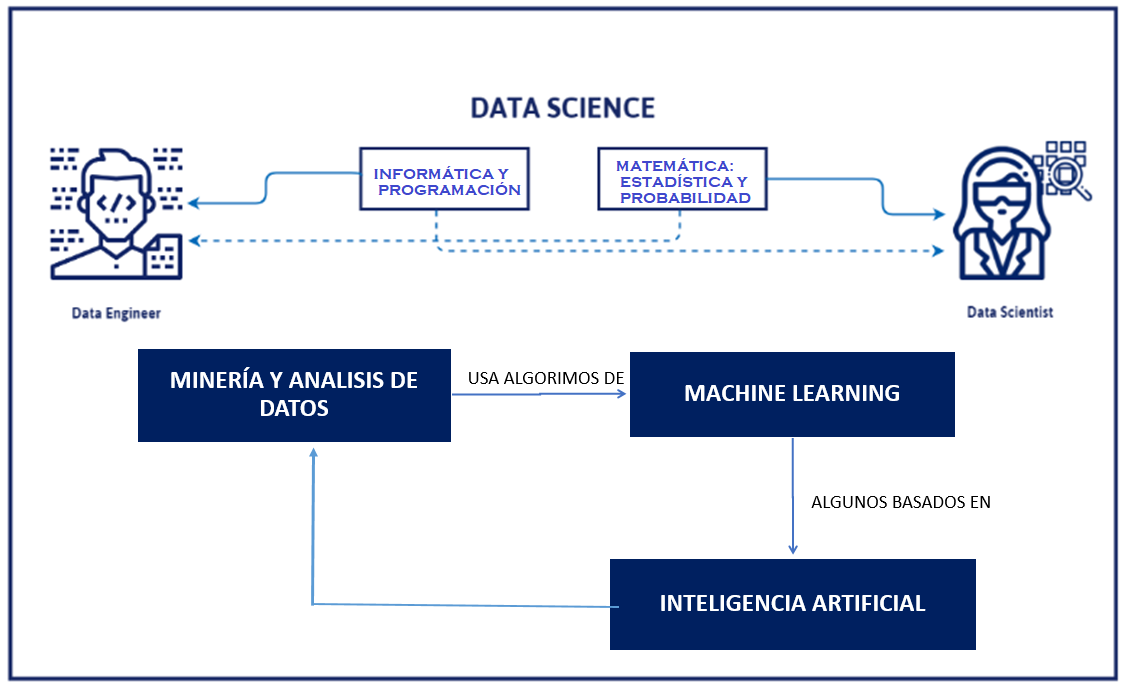 DATA SCIENCE
INFORMÁTICA Y
PROGRAMACIÓN
MATEMÁTICA:
ESTADÍSTICA Y
PROBABILIDAD
</>
Data Engineer
Data Scientist
MINERÍA Y ANALISIS DE
DATOS
USA ALGORIMOS DE
MACHINE LEARNING
ALGUNOS BASADOS EN
INTELIGENCIA ARTIFICIAL